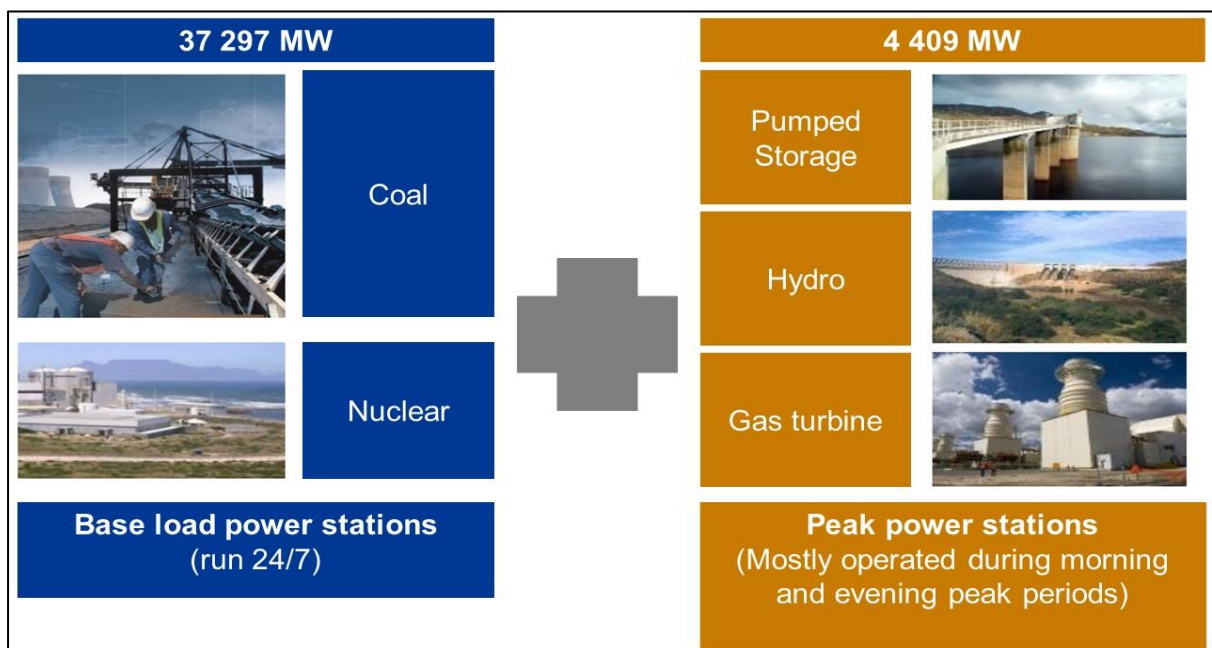 37 297 MW
Coal
Nuclear
Base load power stations
(run 24/7)
4 409 MW
Pumped
Storage
Hydro
Gas turbine
Peak power stations
(Mostly operated during morning
and evening peak periods)